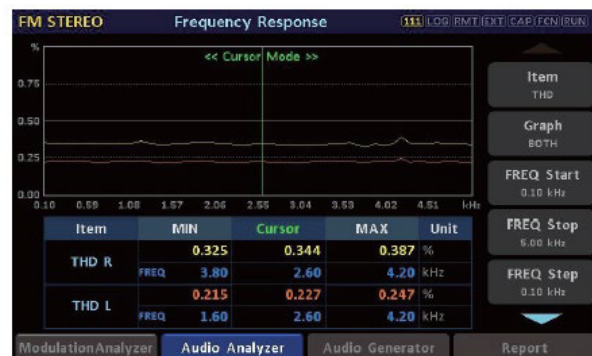 FM STEREO Frequency Response 111 LOG RMT EXT CAP FCN RUN
%
<< Cursor Mode >>
0.75
0.50
0.25
0.00
0.10 0.59 1.08 1.57 2.06 2.55 3.04 3.53 4.02 4.51 kHz
Item
THD
Graph
BOTH
FREQ Start
0.10 kHz
FREQ Stop
5.00 kHz
FREQ Step
0.10 kHz
Item MIN Cursor MAX Unit
THD R 0.325 0.344 0.387 %
FREQ 3.80 2.60 4.20 kHz
THD L 0.215 0.227 0.247 %
FREQ 1.60 2.60 4.20 kHz
ModulationAnalyzer Audio Analyzer Audio Generator Report